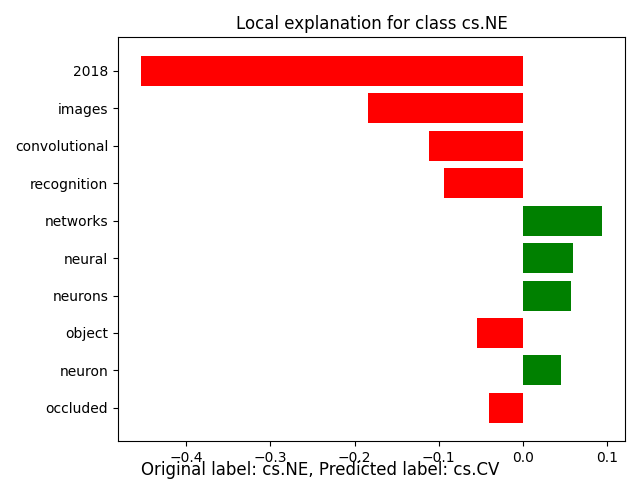 Local explanation for class cs.NE
2018
images
convolutional
recognition
networks
neural
neurons
object
neuron
occluded
−0.4 −0.3 −0.2 −0.1 0.0 0.1
Original label: cs.NE, Predicted label: cs.CV